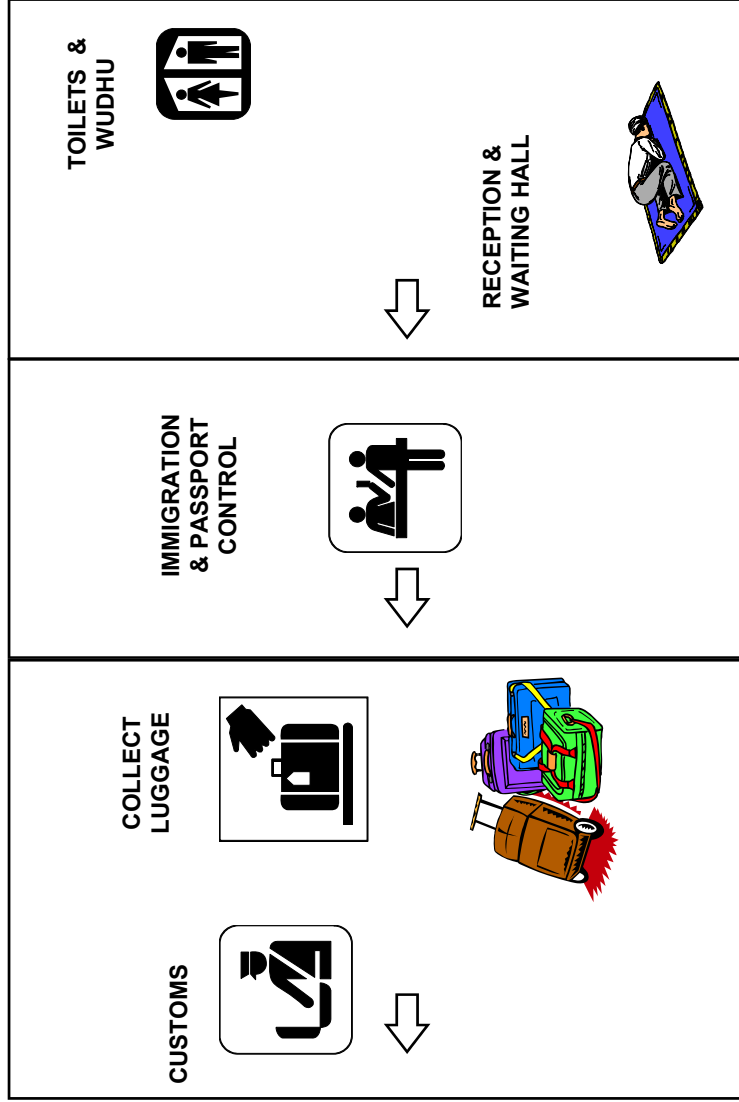 TOILETS &
WUDHU
RECEPTION &
WAITING HALL
IMMIGRATION
& PASSPORT
CONTROL
COLLECT
LUGGAGE
CUSTOMS